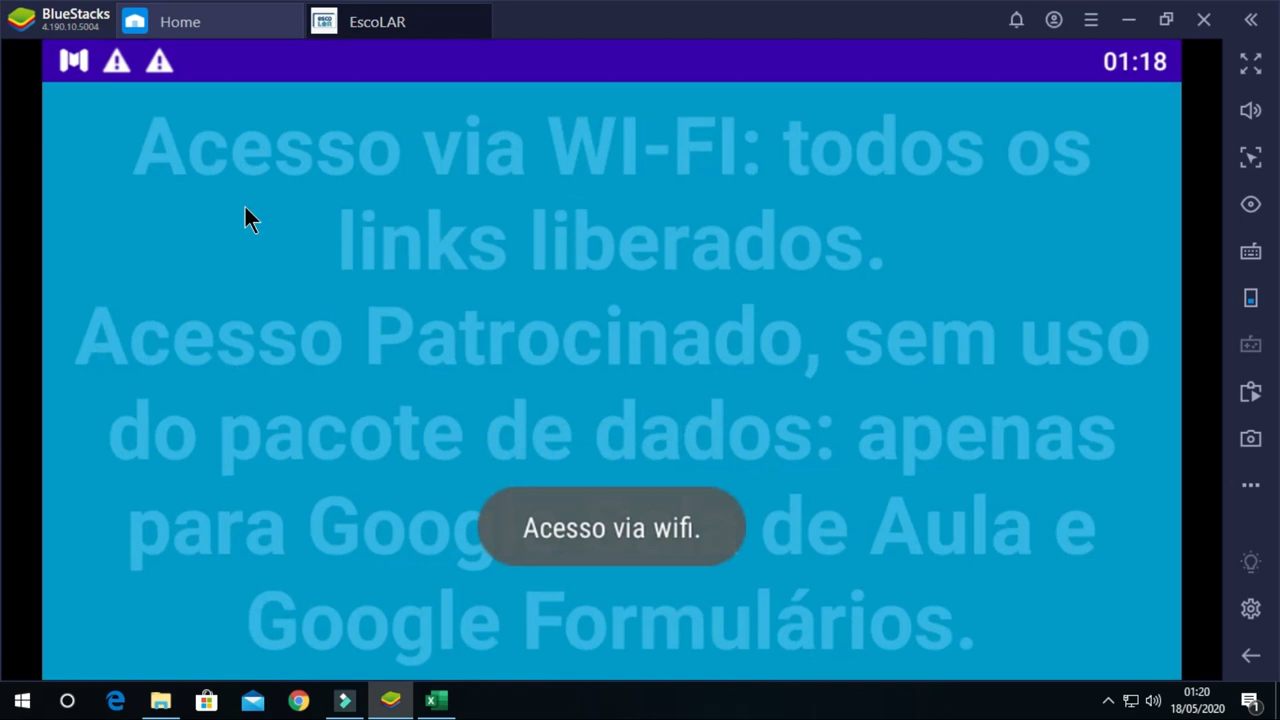 BlueStacks
4.190.10.5004
Home
EscoLAR
01:18
Acesso via WI-FI: todos os
links liberados.
Acesso Patrocinado, sem uso
do pacote de dados: apenas
para Goog de Aula e
Acesso via wifi.
Google Formulários.
01:20
18/05/2020
1